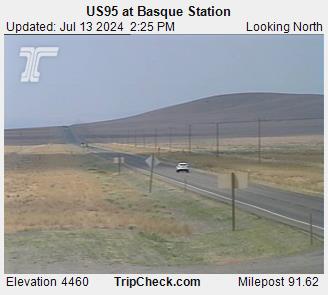 US95 at Basque Station
Updated: Jul 13 2024 2:25 PM Looking North
Elevation 4460 TripCheck.com Milepost 91.62